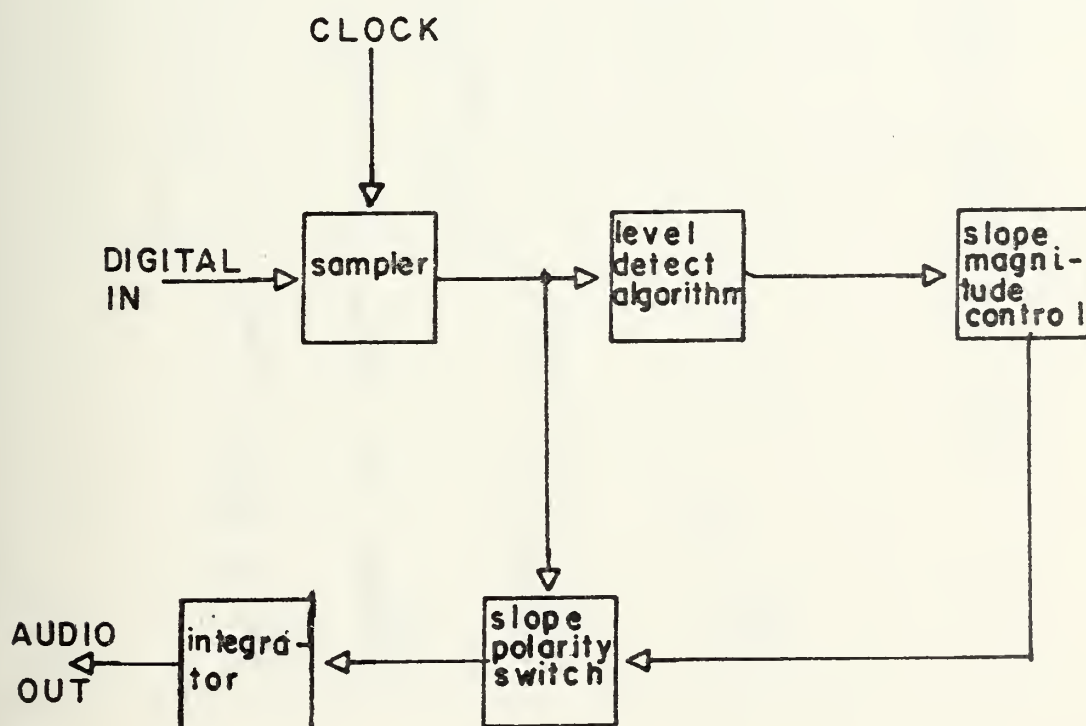 CLOCK
DIGITAL
IN
sampler
level
detect
algorithm
slope
magni-
tude
control
AUDIO
OUT
integra-
tor
slope
polarity
switch